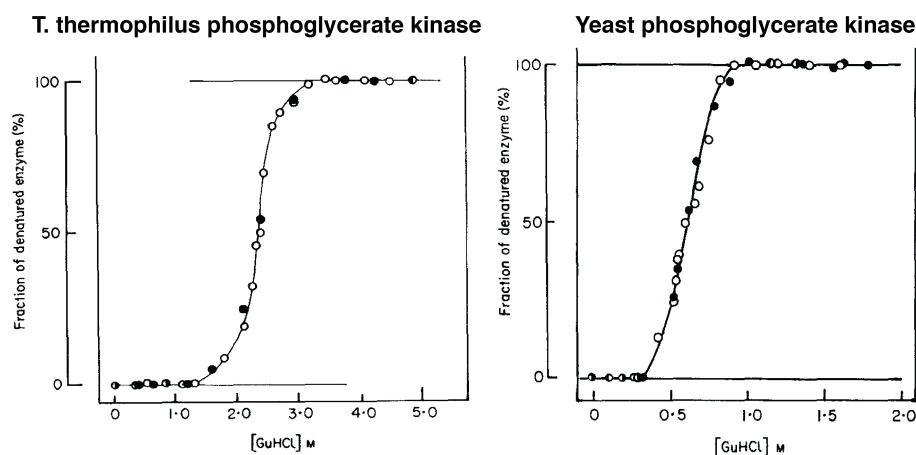 T. thermophilus phosphoglycerate kinase
Fraction of denatured enzyme (%)
100
50
0
0 1·0 2·0 3·0 4·0 5·0
[GuHCl] M
Yeast phosphoglycerate kinase
Fraction of denatured enzyme (%)
100
50
0
0 0·5 1·0 1·5 2·0
[GuHCl] M